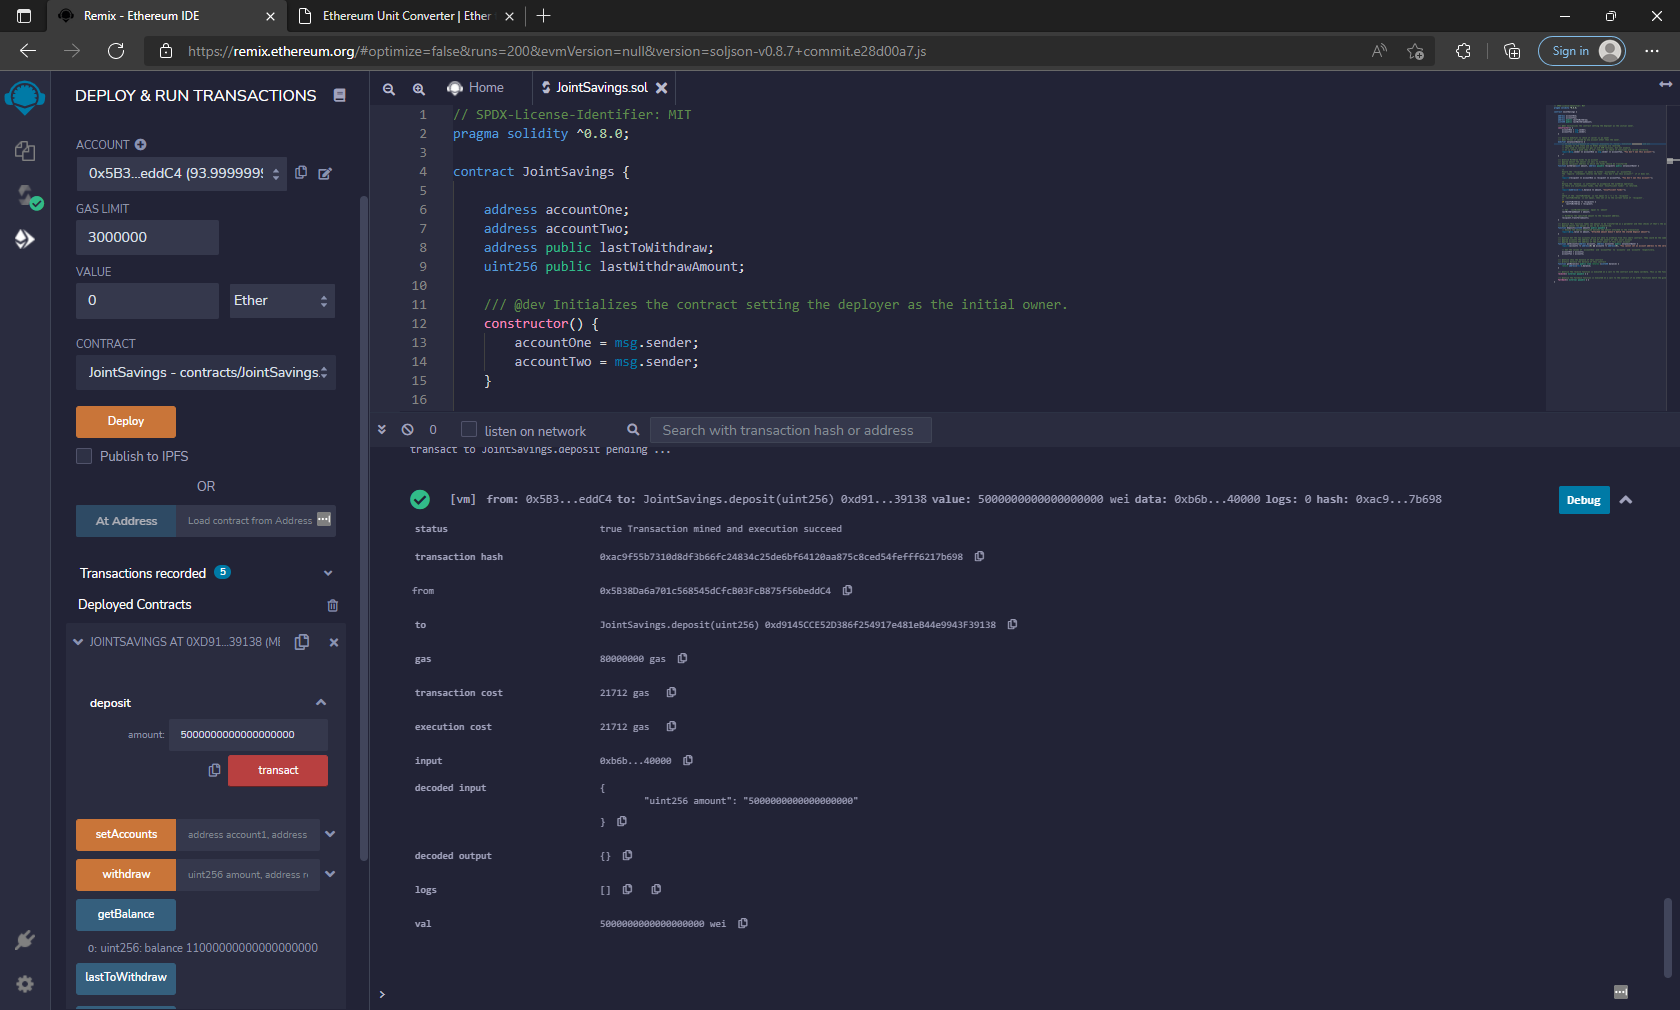 Remix - Ethereum IDE
Ethereum Unit Converter | Ether
https://remix.ethereum.org/#optimize=false&runs=200&evmVersion=null&version=soljson-v0.8.7+commit.e28d00a7.js
Sign in
DEPLOY & RUN TRANSACTIONS
ACCOUNT
0x5B3...eddC4 (93.9999999
GAS LIMIT
3000000
VALUE
0
Ether
CONTRACT
JointSavings - contracts/JointSavings.
Deploy
Publish to IPFS
OR
At Address
Load contract from Address
Transactions recorded 5
Deployed Contracts
JOINTSAVINGS AT 0XD91...39138 (ME
deposit
amount:
5000000000000000000
transact
setAccounts
address account1, address
withdraw
uint256 amount, address r
getBalance
0: uint256: balance 11000000000000000000
lastToWithdraw
Home
JointSavings.sol
1 // SPDX-License-Identifier: MIT
2 pragma solidity ^0.8.0;
3
4 contract JointSavings {
5
6 address accountOne;
7 address accountTwo;
8 address public lastToWithdraw;
9 uint256 public lastWithdrawAmount;
10
11 /// @dev Initializes the contract setting the deployer as the initial owner.
12 constructor() {
13 accountOne = msg.sender;
14 accountTwo = msg.sender;
15 }
16
0
listen on network
Search with transaction hash or address
transact to JointSavings.deposit pending ...
[vm] from: 0x5B3...eddC4 to: JointSavings.deposit(uint256) 0xd91...39138 value: 5000000000000000000 wei data: 0xb6b...40000 logs: 0 hash: 0xac9...7b698
Debug
status true Transaction mined and execution succeed
transaction hash 0xac9f55b7310d8df3b66fc24834c25de6bf64120aa875c8ced54fefff6217b698
from 0x5B38Da6a701c568545dCfcB03FcB875f56beddC4
to JointSavings.deposit(uint256) 0xd9145CCE52D386f254917e481eB44e9943F39138
gas 80000000 gas
transaction cost 21712 gas
execution cost 21712 gas
input 0xb6b...40000
decoded input {
"uint256 amount": "5000000000000000000"
}
decoded output {}
logs []
val 5000000000000000000 wei
>